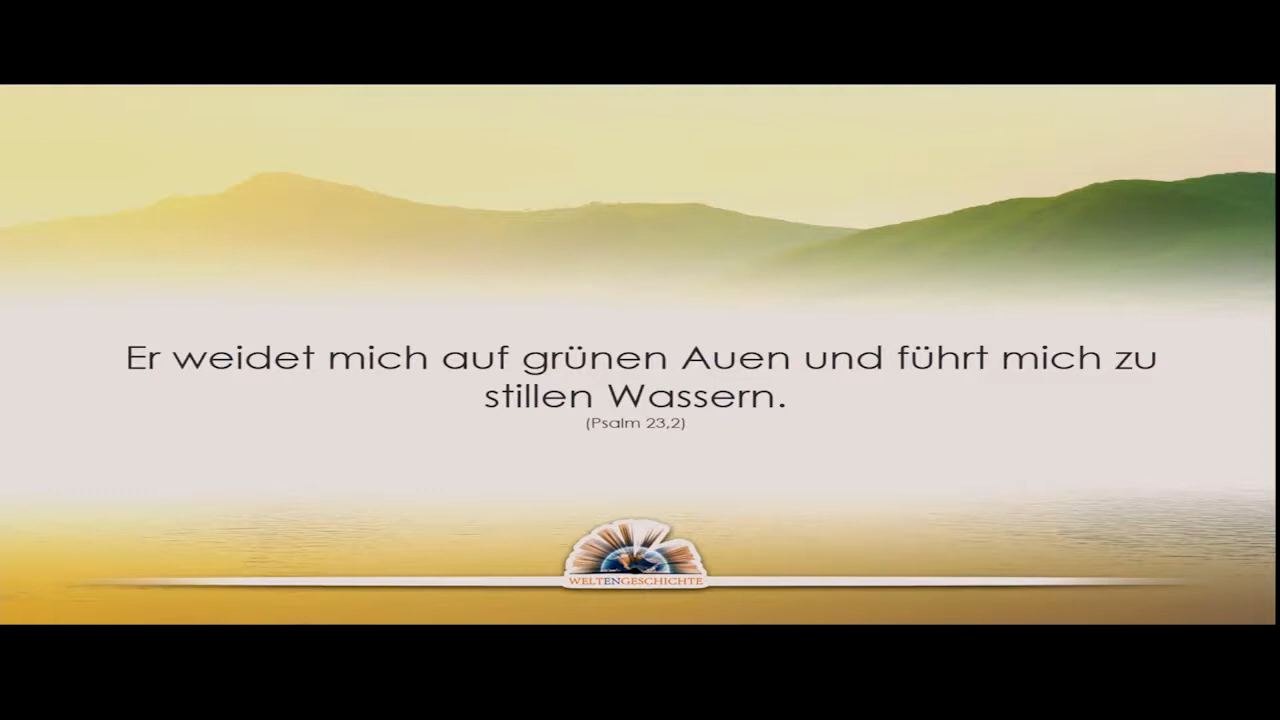 Er weidet mich auf grünen Auen und führt mich zu
stillen Wassern.
(Psalm 23,2)
WELTENGESCHICHTE